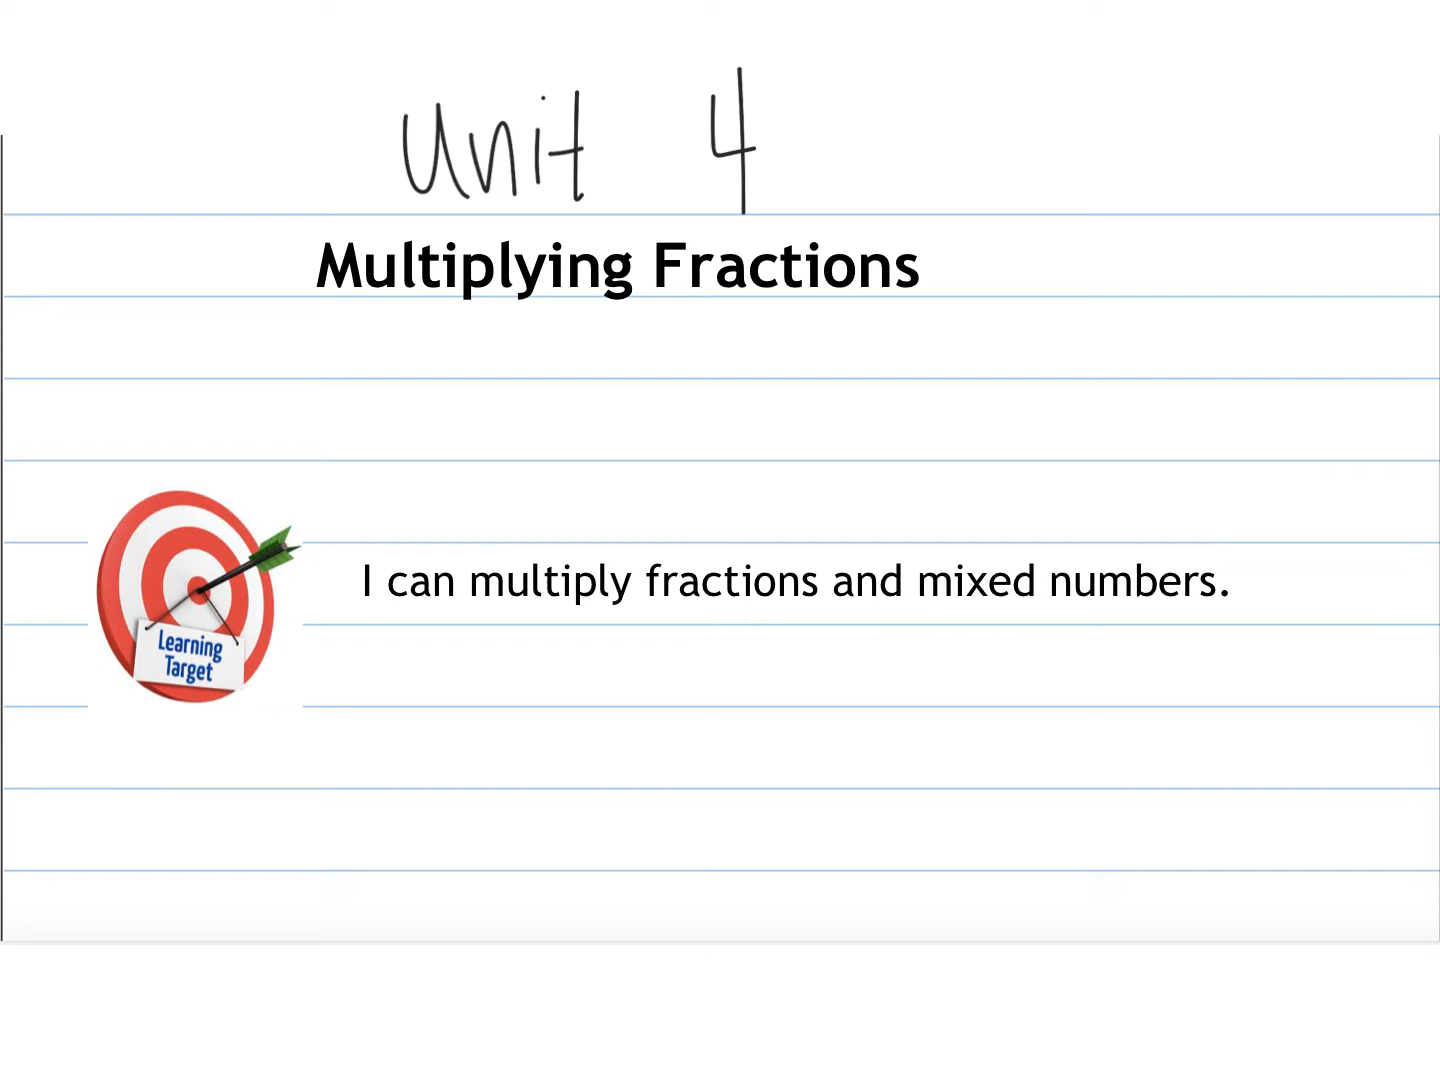 Unit 4
Multiplying Fractions
I can multiply fractions and mixed numbers.
Learning
Target